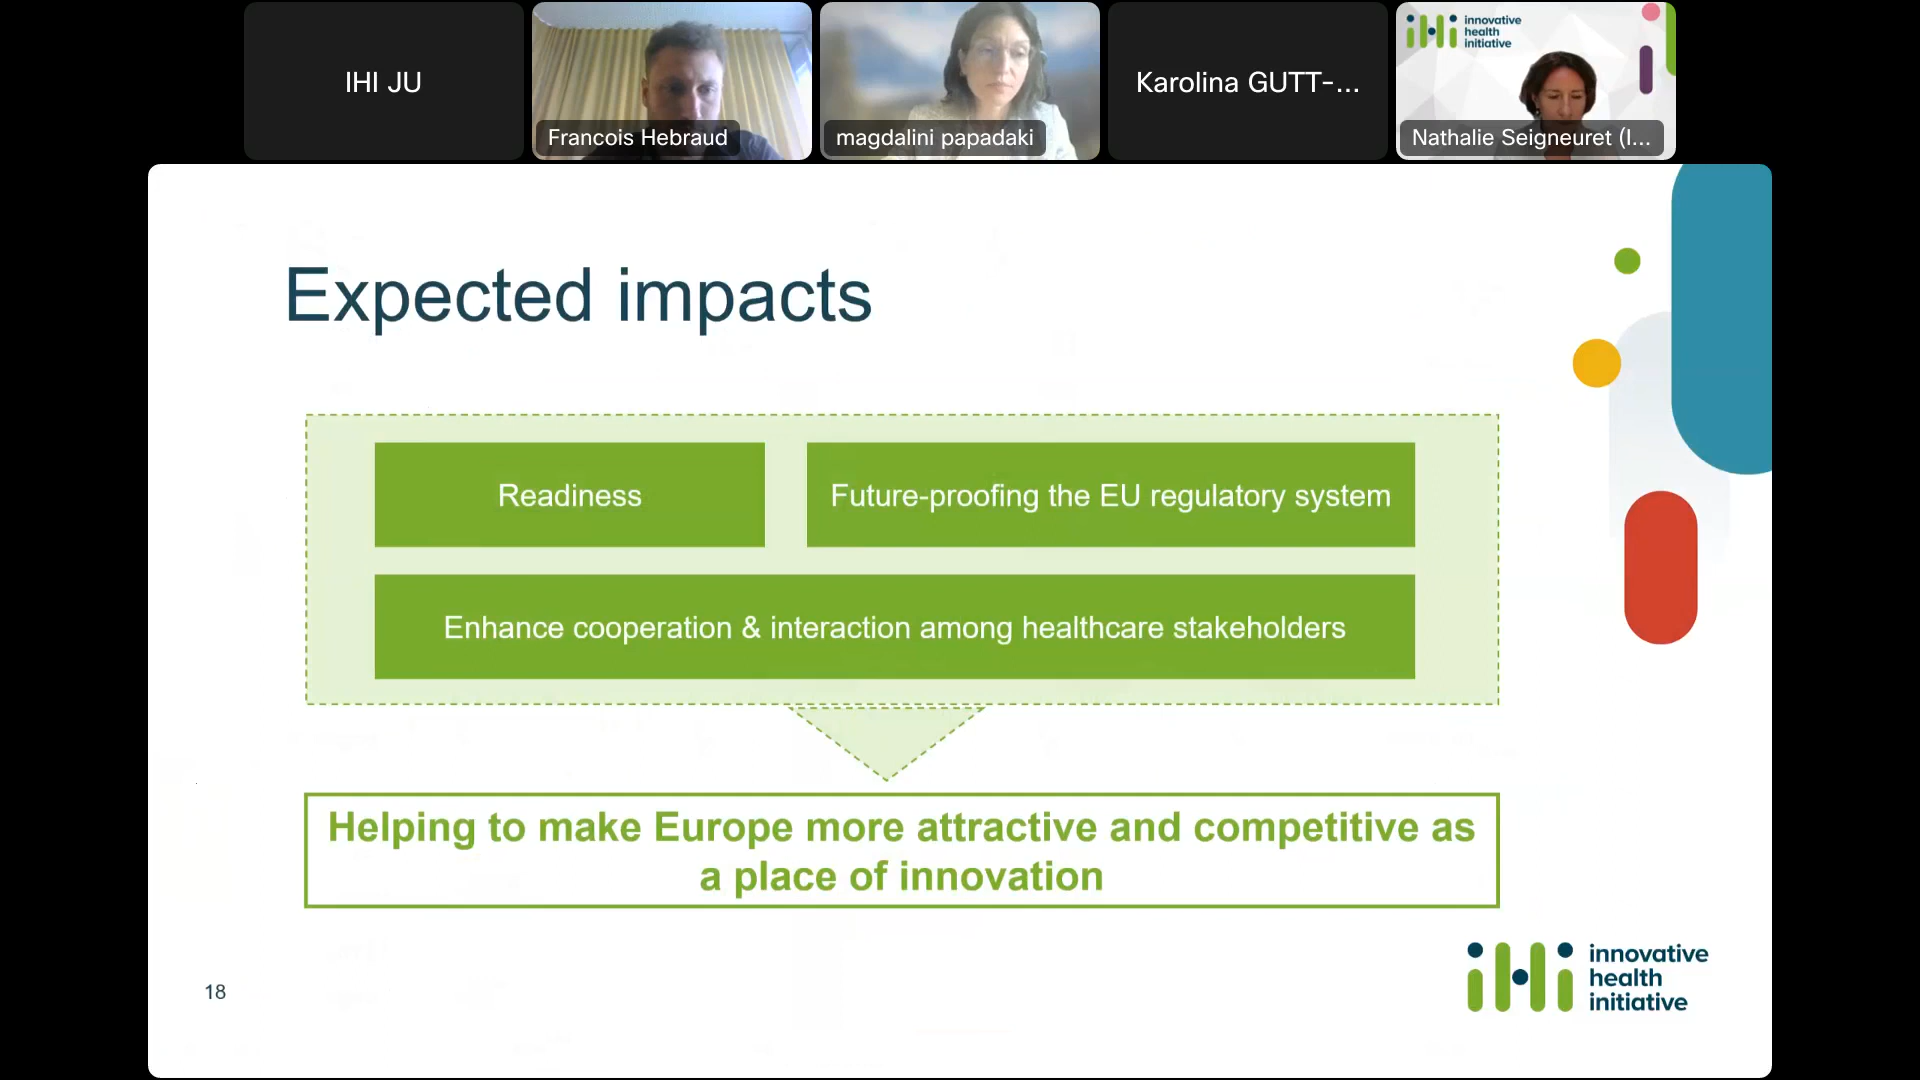 IHI JU
Francois Hebraud
magdalini papadaki
Karolina GUTT-...
innovative
health
initiative
Nathalie Seigneuret (I...
Expected impacts
Readiness
Future-proofing the EU regulatory system
Enhance cooperation & interaction among healthcare stakeholders
Helping to make Europe more attractive and competitive as
a place of innovation
18
iHi
innovative
health
initiative